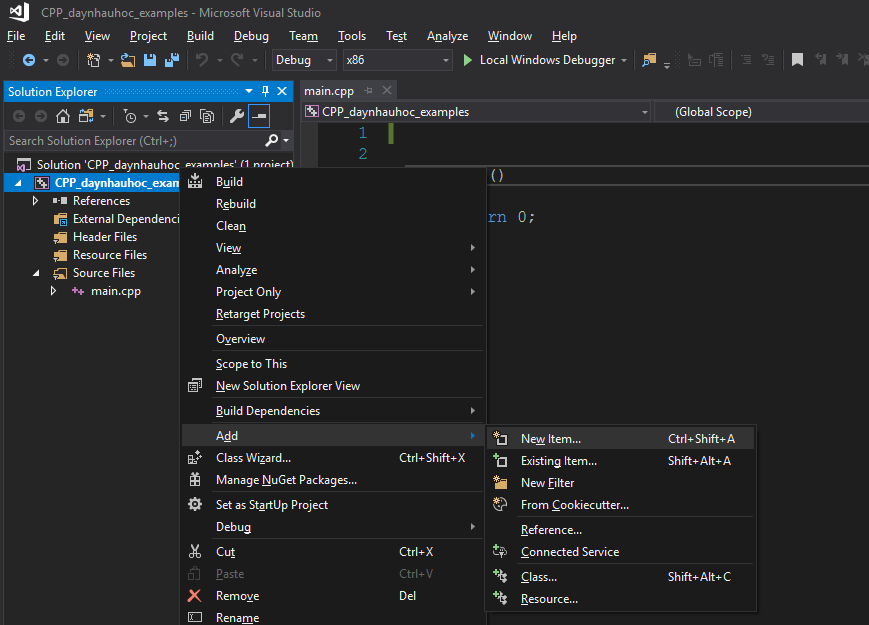 CPP_daynhauhoc_examples - Microsoft Visual Studio
File Edit View Project Build Debug Team Tools Test Analyze Window Help
Debug x86 Local Windows Debugger
Solution Explorer
Search Solution Explorer (Ctrl+;)
Solution 'CPP_daynhauhoc_examples' (1 project)
CPP_daynhauhoc_exam
References
External Dependenci
Header Files
Resource Files
Source Files
main.cpp
main.cpp
CPP_daynhauhoc_examples (Global Scope)
1
2
()
rn 0;
Build
Rebuild
Clean
View
Analyze
Project Only
Retarget Projects
Overview
Scope to This
New Solution Explorer View
Build Dependencies
Add
Class Wizard... Ctrl+Shift+X
Manage NuGet Packages...
Set as StartUp Project
Debug
Cut Ctrl+X
Paste Ctrl+V
Remove Del
Rename
New Item... Ctrl+Shift+A
Existing Item... Shift+Alt+A
New Filter
From Cookiecutter...
Reference...
Connected Service
Class... Shift+Alt+C
Resource...